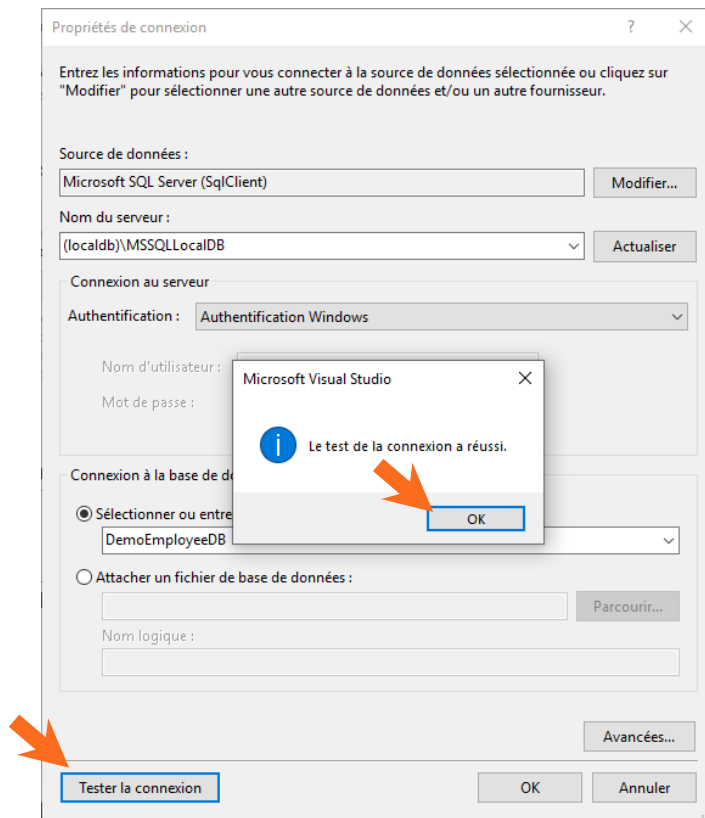 Propriétés de connexion
?
Entrez les informations pour vous connecter à la source de données sélectionnée ou cliquez sur
"Modifier" pour sélectionner une autre source de données et/ou un autre fournisseur.
Source de données :
Microsoft SQL Server (SqlClient)
Modifier...
Nom du serveur :
(localdb)\MSSQLLocalDB
Actualiser
Connexion au serveur
Authentification :
Authentification Windows
Nom d'utilisateur :
Mot de passe :
Microsoft Visual Studio
Le test de la connexion a réussi.
OK
Connexion à la base de
Sélectionner ou
DemoEmployeeDB
Attacher un fichier de base de données :
Parcourir...
Nom logique :
Avancées...
Tester la connexion
OK
Annuler